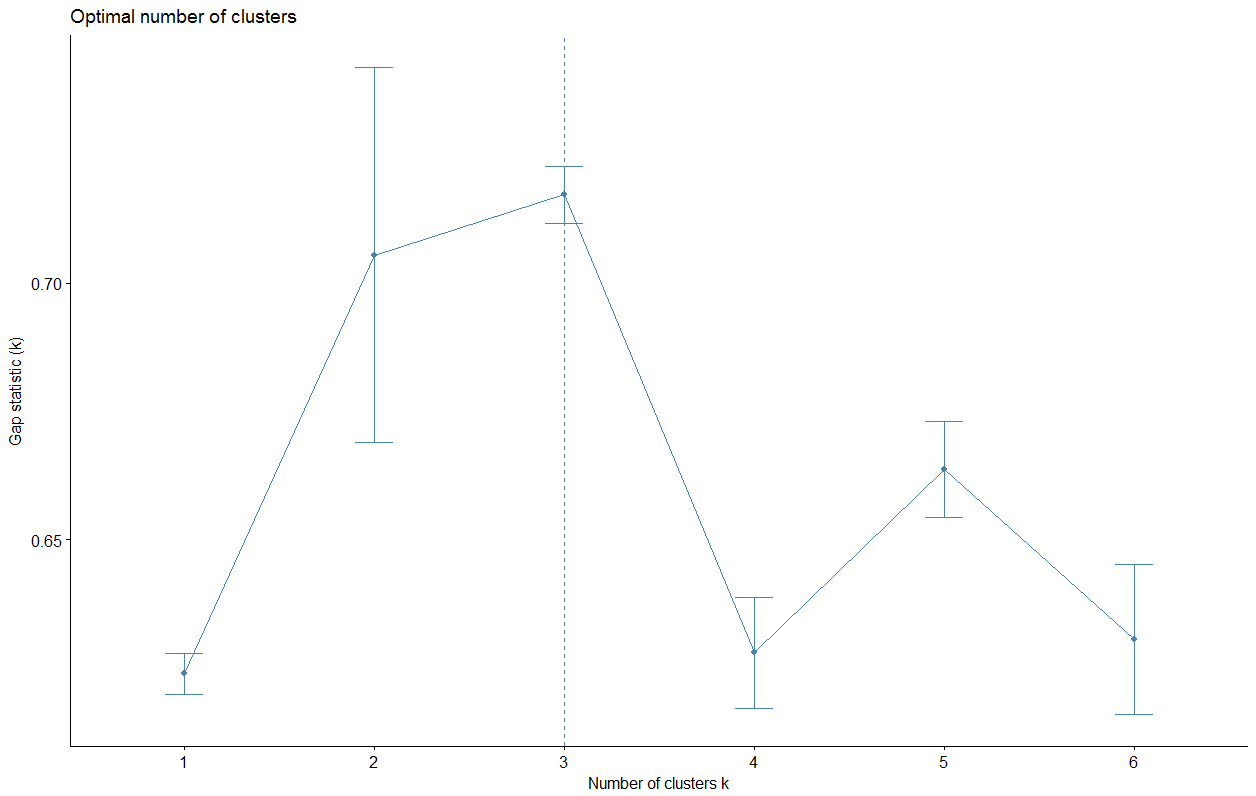 Optimal number of clusters
Gap statistic (k)
0.70
0.65
1 2 3 4 5 6
Number of clusters k